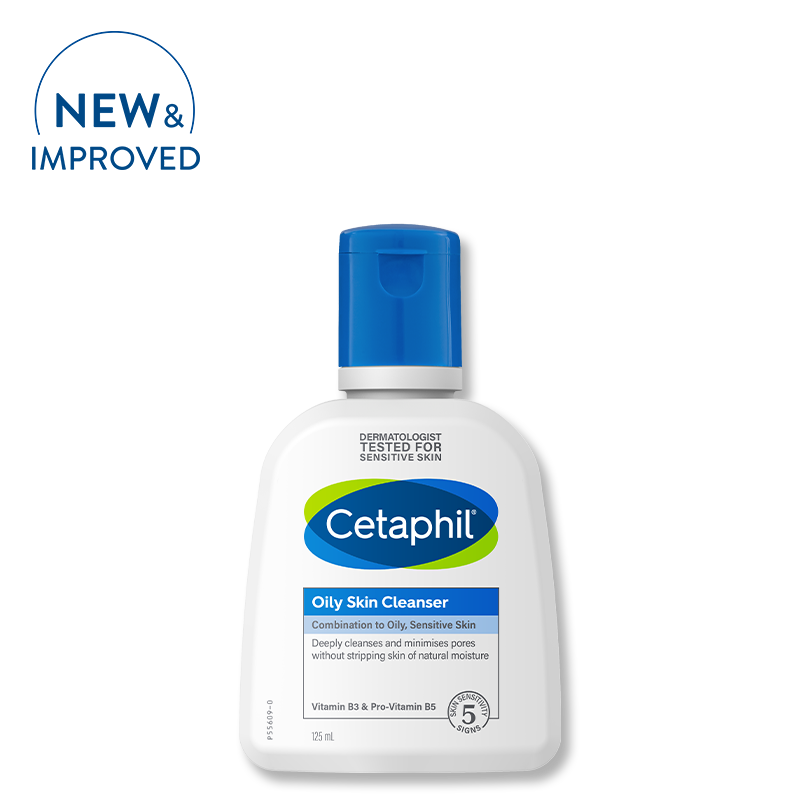 NEW &
IMPROVED
DERMATOLOGIST
TESTED FOR
SENSITIVE SKIN
Cetaphil®
Oily Skin Cleanser
Combination to Oily, Sensitive Skin
Deeply cleanses and minimises pores
without stripping skin of natural moisture
Vitamin B3 & Pro-Vitamin B5
SKIN SENSITIVITY
5
SIGNS
125 mL
P55609-0